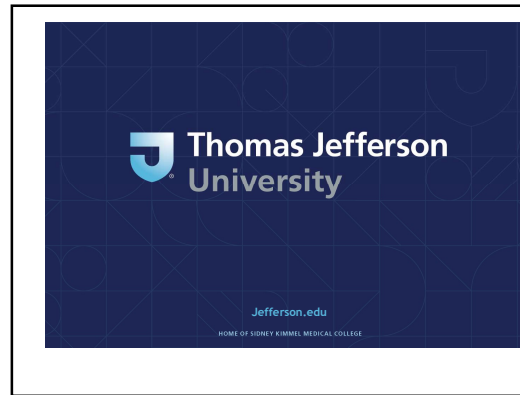 Thomas Jefferson
University
Jefferson.edu
HOME OF SIDNEY KIMMEL MEDICAL COLLEGE